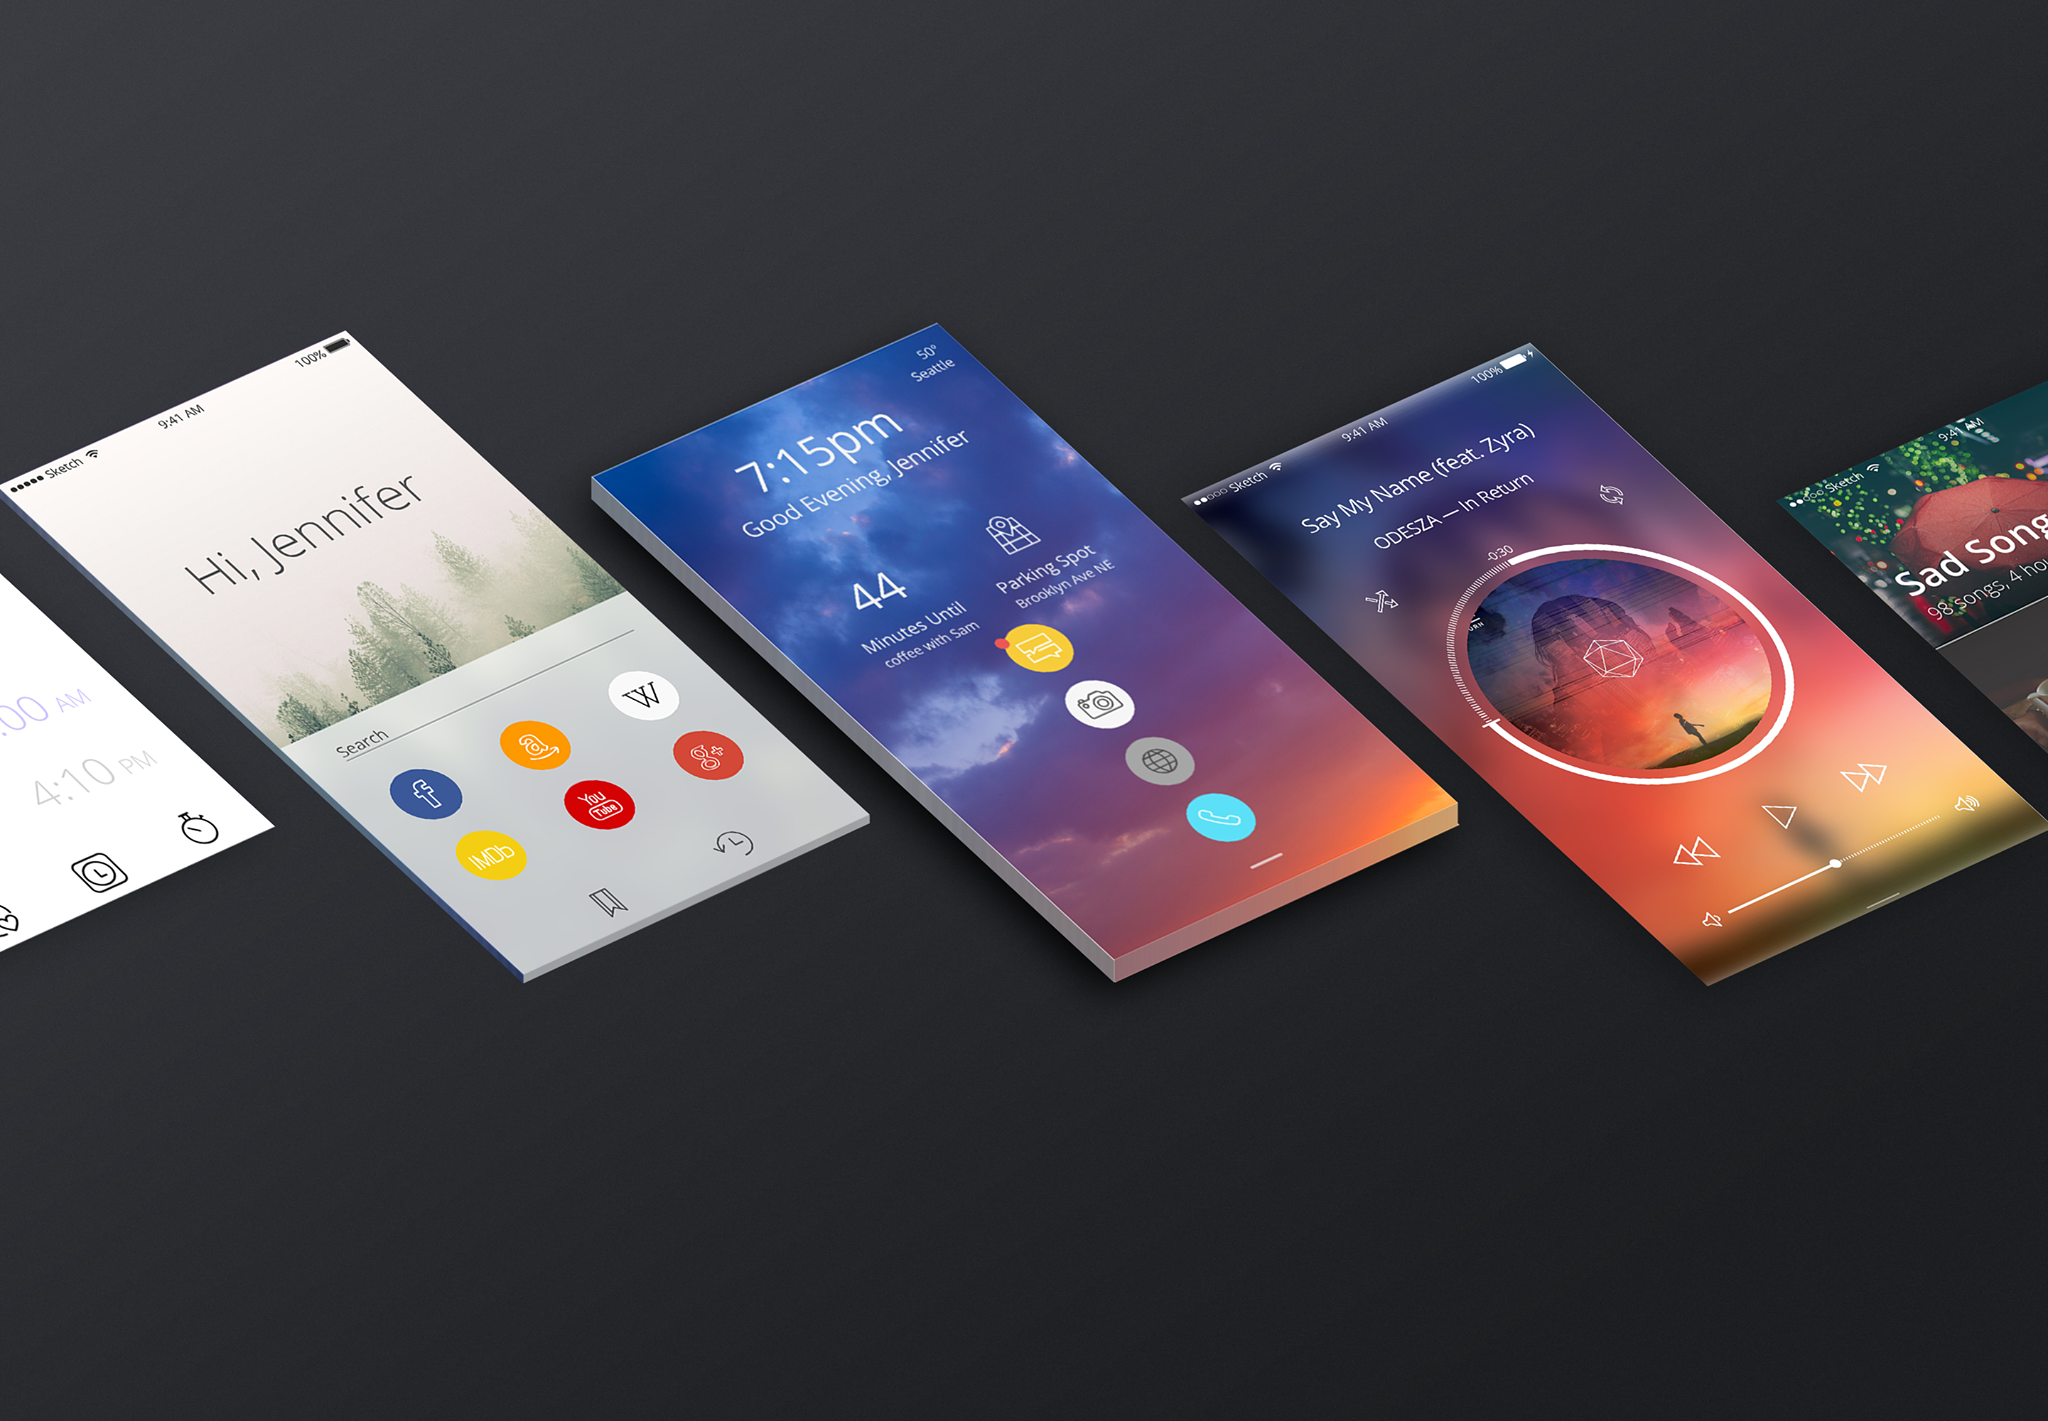 :00 AM
4:10 PM
Sketch
9:41 AM
100%
Hi, Jennifer
Search
f
a
W
IMDb
You
Tube
g+
50°
Seattle
7:15pm
Good Evening, Jennifer
44
Minutes Until
coffee with Sam
Parking Spot
Brooklyn Ave NE
Sketch
9:41 AM
100%
Say My Name (feat. Zyra)
ODESZA — In Return
-0:30
Sketch
9:41 AM
Sad Song
98 songs, 4 hou